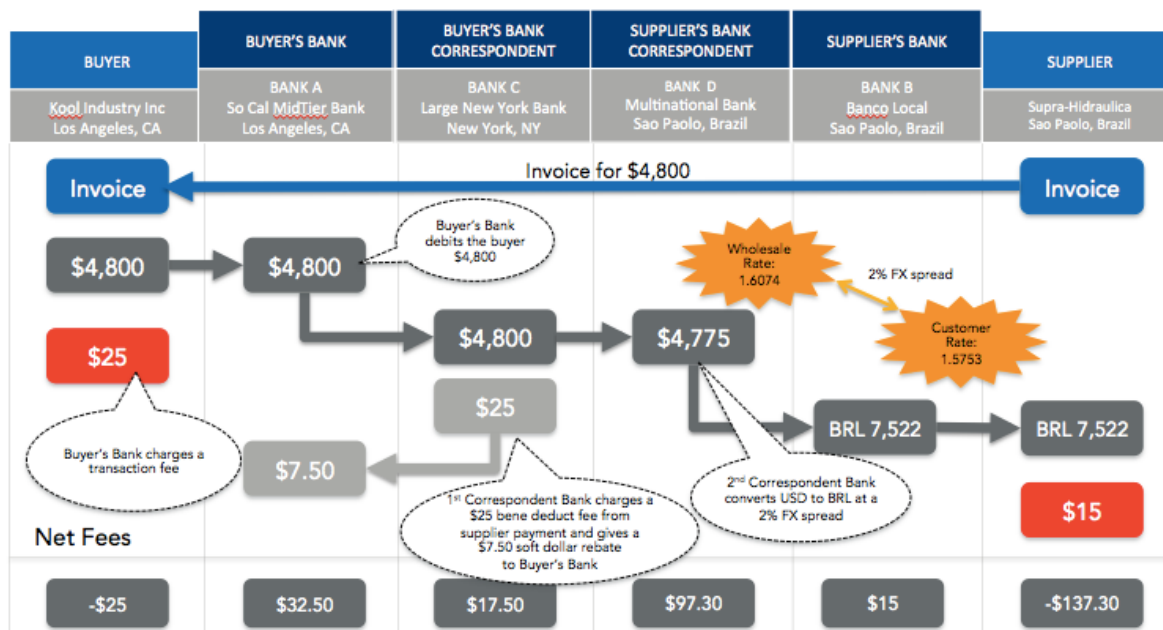 BUYER
BUYER'S BANK
BUYER'S BANK
CORRESPONDENT
SUPPLIER'S BANK
CORRESPONDENT
SUPPLIER'S BANK
SUPPLIER
Kool Industry Inc
Los Angeles, CA
BANK A
So Cal MidTier Bank
Los Angeles, CA
BANK C
Large New York Bank
New York, NY
BANK D
Multinational Bank
Sao Paolo, Brazil
BANK B
Banco Local
Sao Paolo, Brazil
Supra-Hidraulica
Sao Paolo, Brazil
Invoice
Invoice for $4,800
Invoice
$4,800
$4,800
Buyer's Bank
debits the buyer
$4,800
Wholesale
Rate:
1.6074
2% FX spread
Customer
Rate:
1.5753
$25
$4,800
$4,775
Buyer's Bank charges a
transaction fee
$25
$7.50
BRL 7,522
BRL 7,522
1st Correspondent Bank charges a
$25 bene deduct fee from
supplier payment and gives a
$7.50 soft dollar rebate
to Buyer's Bank
2nd Correspondent Bank
converts USD to BRL at a
2% FX spread
$15
Net Fees
-$25
$32.50
$17.50
$97.30
$15
-$137.30